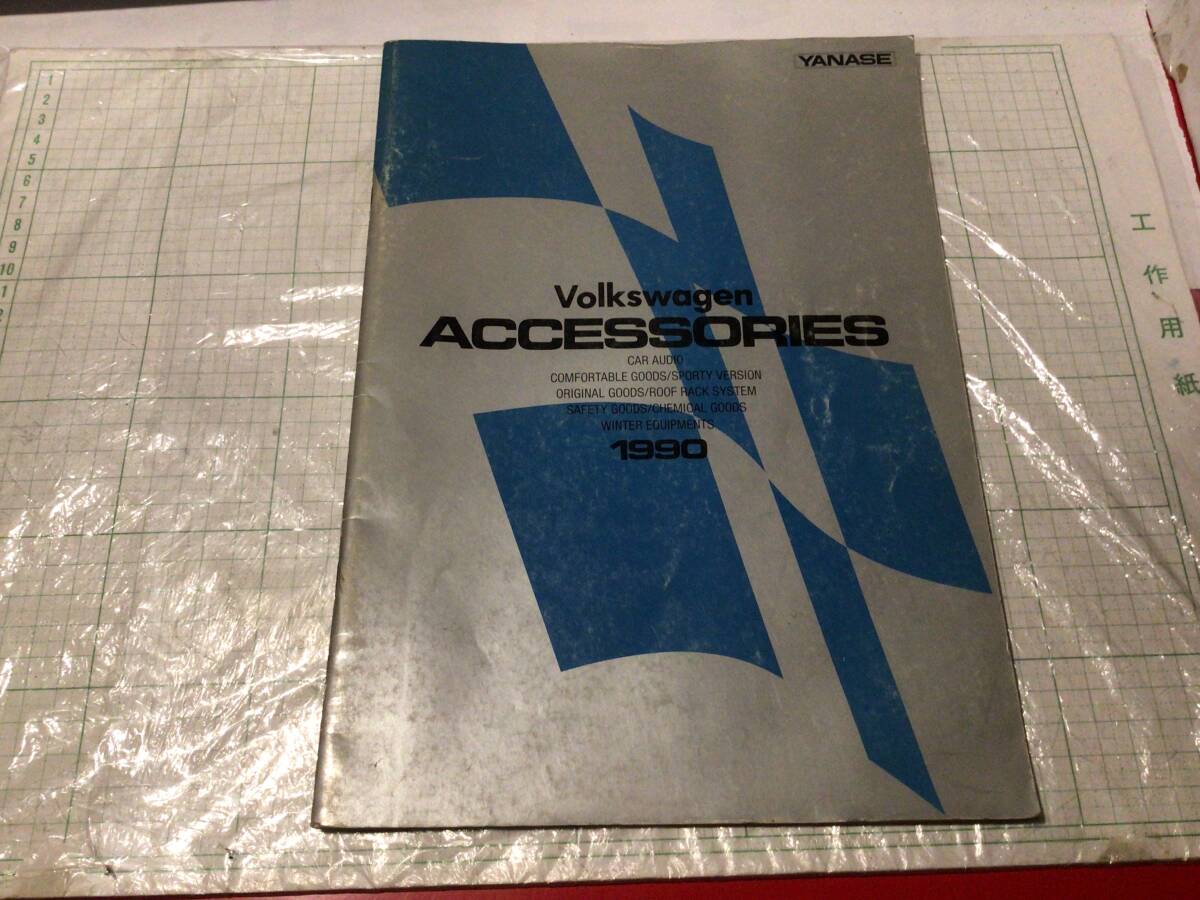 YANASE
Volkswagen
ACCESSORIES
CAR AUDIO
COMFORTABLE GOODS/SPORTY VERSION
ORIGINAL GOODS/ROOF RACK SYSTEM
SAFETY GOODS/CHEMICAL GOODS
WINTER EQUIPMENTS
1990
1
2
3
4
5
6
7
8
9
10
1
工作用紙